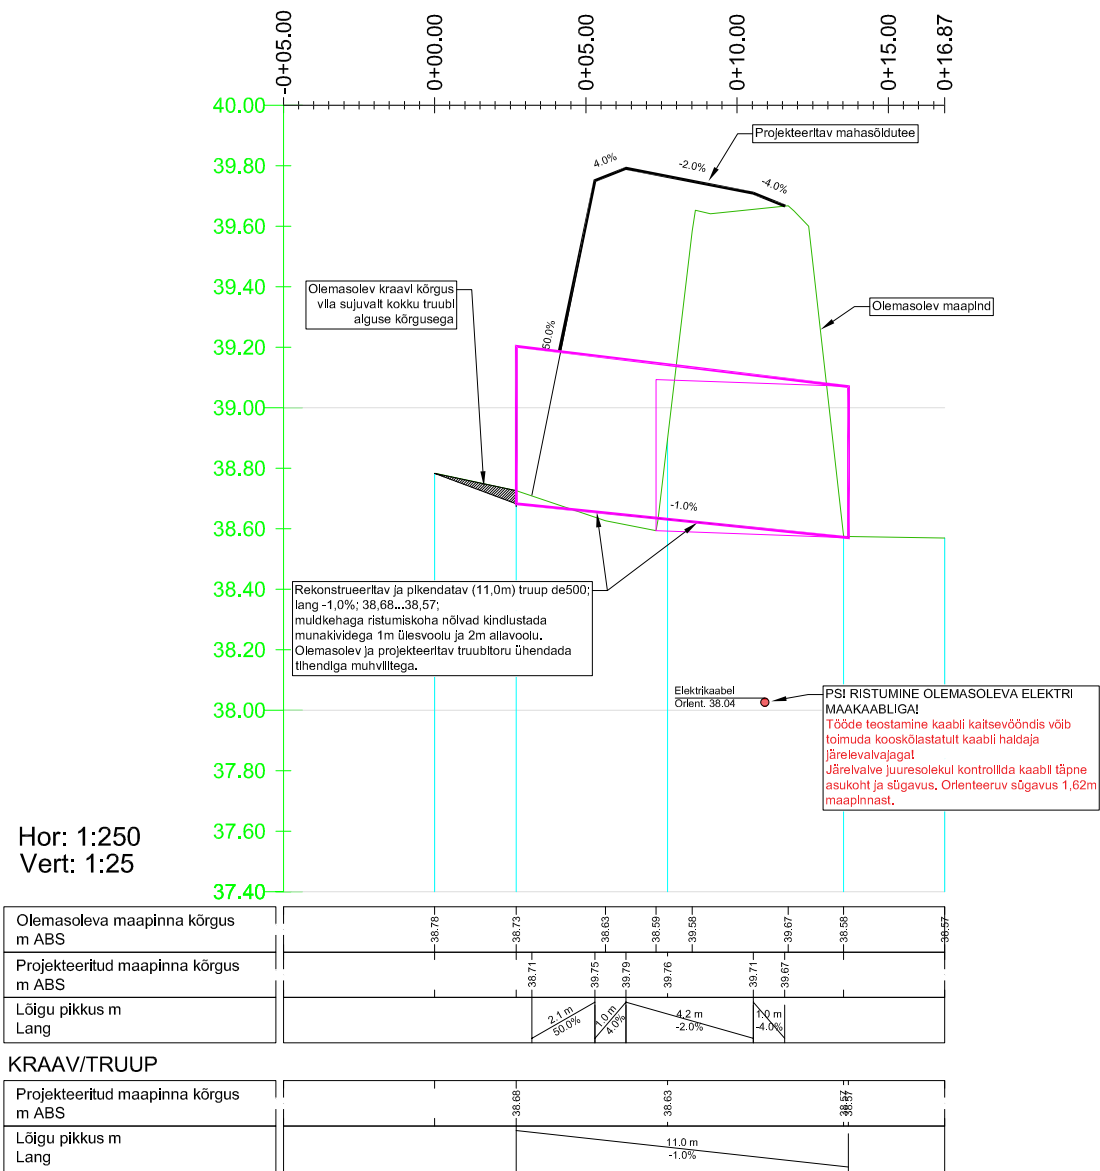 -0+05.00
0+00.00
0+05.00
0+10.00
0+15.00
0+16.87
40.00
39.80
39.60
39.40
39.20
39.00
38.80
38.60
38.40
38.20
38.00
37.80
37.60
37.40
Projekteeritav mahasõidutee
4.0%
-2.0%
-4.0%
Olemasolev kraavi kõrgus
viia sujuvalt kokku truubi
alguse kõrgusega
50.0%
Olemasolev maapind
-1.0%
Rekonstrueeritav ja pikendatav (11,0m) truup de500;
lang -1,0%; 38,68...38,57;
muldkehaga ristumiskoha nõlvad kindlustada
munakividega 1m ülesvoolu ja 2m allavoolu.
Olemasolev ja projekteeritav truubitoru ühendada
tihendiga muhviitega.
Elektrikaabel
Orient. 38.04
PSI RISTUMINE OLEMASOLEVA ELEKTRI
MAAKAABLIGA!
Tööde teostamine kaabli kaitsevööndis võib
toimuda kooskõlastatult kaabli haldaja
järelevalvajaga!
Järelvalve juuresolekul kontrollida kaabli täpne
asukoht ja sügavus. Orienteeruv sügavus 1,62m
maapinnast.
Hor: 1:250
Vert: 1:25
Olemasoleva maapinna kõrgus
m ABS
38.78
38.73
38.63
38.59
39.58
39.67
38.58
38.57
Projekteeritud maapinna kõrgus
m ABS
38.71
39.75
39.79
39.76
39.71
39.67
Lõigu pikkus m
Lang
2.1 m
50.0%
1.0 m
4.0%
4.2 m
-2.0%
1.0 m
-4.0%
KRAAV/TRUUP
Projekteeritud maapinna kõrgus
m ABS
38.68
38.63
38.57
38.57
Lõigu pikkus m
Lang
11.0 m
-1.0%